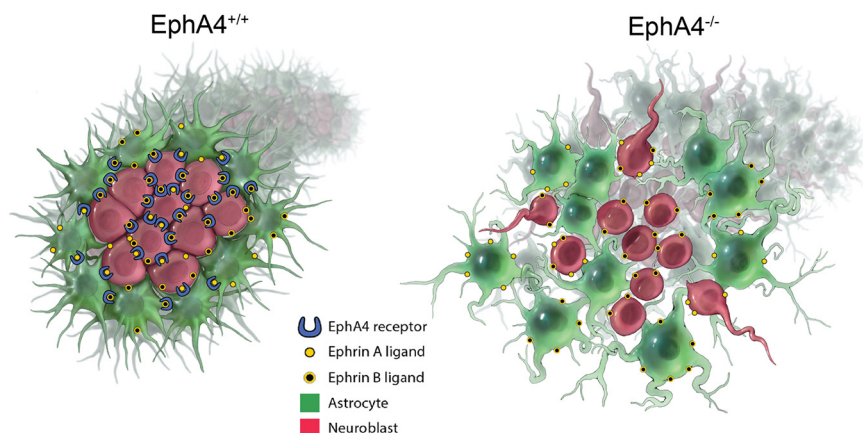 EphA4+/+
EphA4-/-
EphA4 receptor
Ephrin A ligand
Ephrin B ligand
Astrocyte
Neuroblast